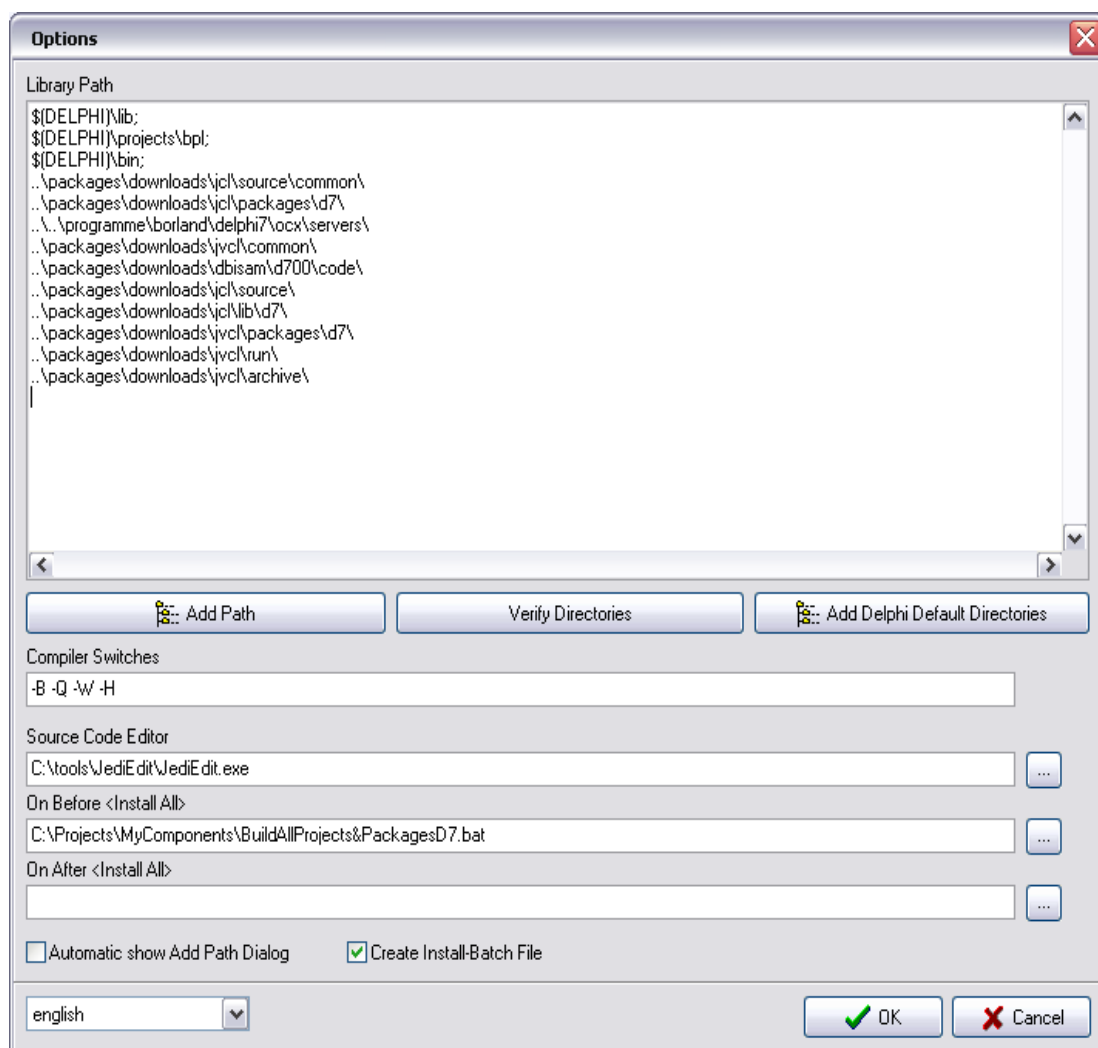 Options
Library Path
$(DELPHI)\lib;
$(DELPHI)\projects\bpl;
$(DELPHI)\bin;
..\packages\downloads\jcl\source\common\
..\packages\downloads\jcl\packages\d7\
..\..\programme\borland\delphi7\ocx\servers\
..\packages\downloads\jvcl\common\
..\packages\downloads\dbisam\d700\code\
..\packages\downloads\jcl\source\
..\packages\downloads\jcl\lib\d7\
..\packages\downloads\jvcl\packages\d7\
..\packages\downloads\jvcl\run\
..\packages\downloads\jvcl\archive\
Add Path Verify Directories Add Delphi Default Directories
Compiler Switches
-B -Q -W -H
Source Code Editor
C:\tools\JediEdit\JediEdit.exe
...
On Before <Install All>
C:\Projects\MyComponents\BuildAllProjects&PackagesD7.bat
...
On After <Install All>
...
Automatic show Add Path Dialog Create Install-Batch File
english OK Cancel